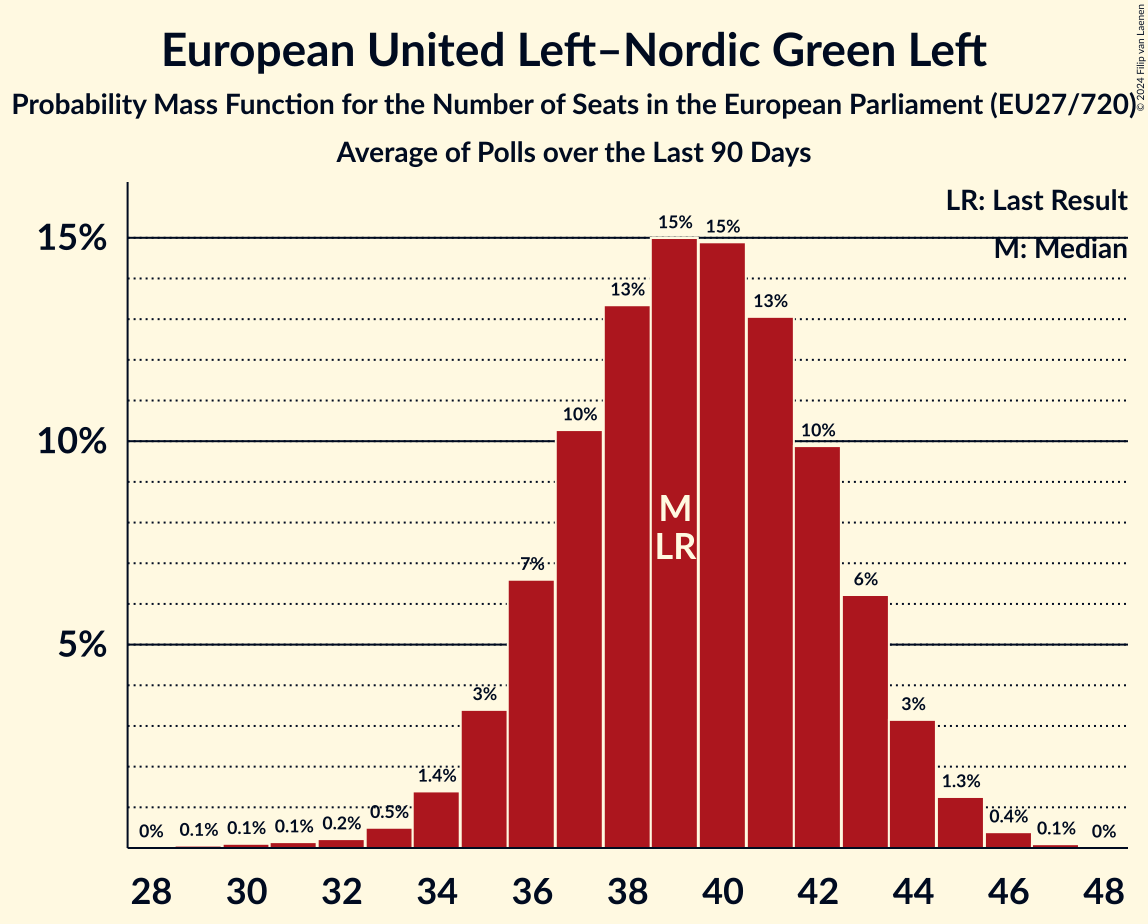 European United Left–Nordic Green Left
Probability Mass Function for the Number of Seats in the European Parliament (EU27/720)
Average of Polls over the Last 90 Days
© 2024 Filip van Laenen
LR: Last Result
M: Median
15%
10%
5%
0%
0.1%
0.1%
0.1%
0.2%
0.5%
1.4%
3%
7%
10%
13%
15%
15%
13%
10%
6%
3%
1.3%
0.4%
0.1%
0%
M
LR
28 30 32 34 36 38 40 42 44 46 48